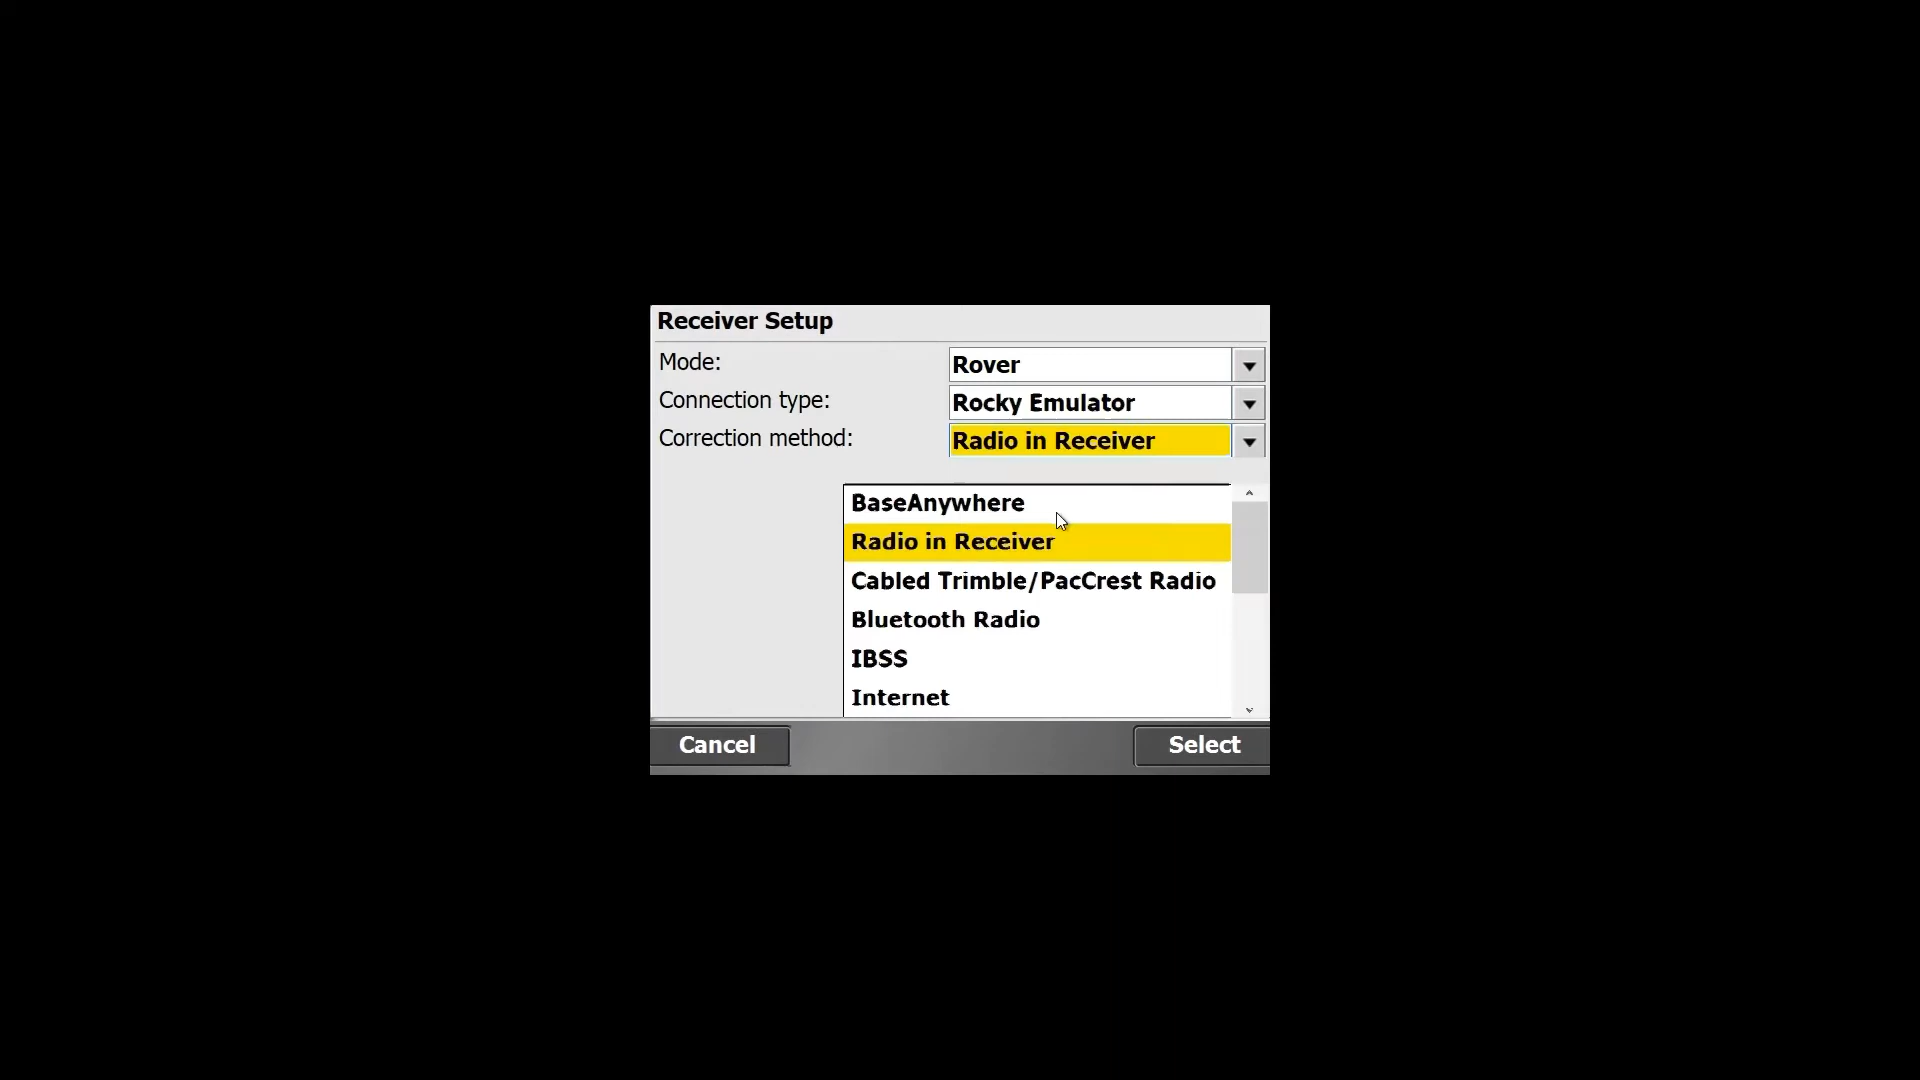 Receiver Setup
Mode: Rover
Connection type: Rocky Emulator
Correction method: Radio in Receiver
BaseAnywhere
Radio in Receiver
Cabled Trimble/PacCrest Radio
Bluetooth Radio
IBSS
Internet
Cancel Select